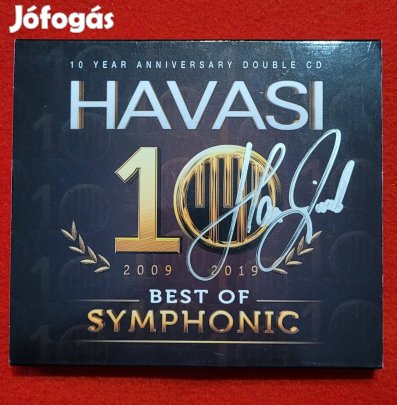 Jófogás
10 YEAR ANNIVERSARY DOUBLE CD
HAVASI
10
2009 2019
BEST OF
SYMPHONIC